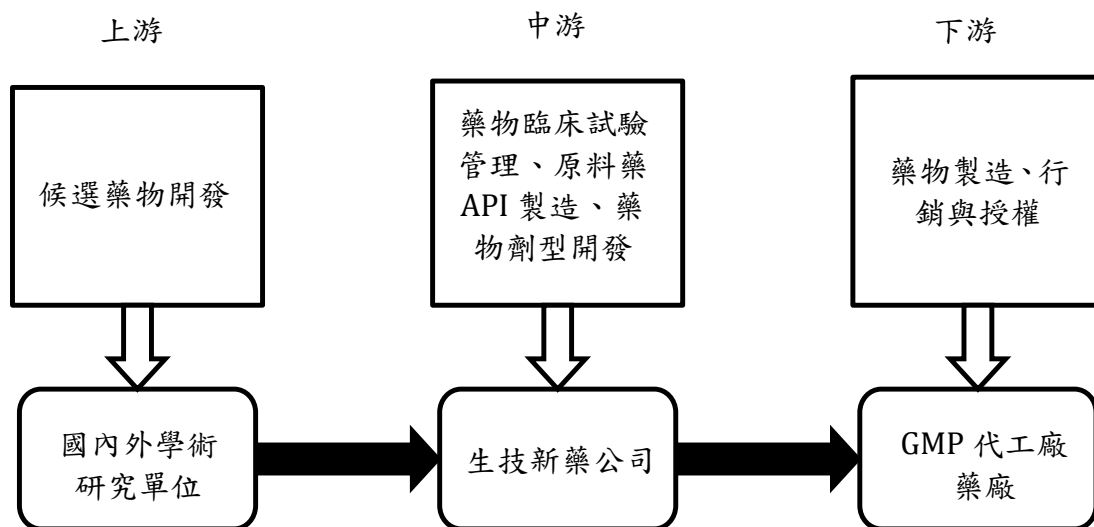 上游
中游
下游
候選藥物開發
藥物臨床試驗
管理、原料藥
API 製造、藥
物劑型開發
藥物製造、行
銷與授權
國內外學術
研究單位
生技新藥公司
GMP 代工廠
藥廠